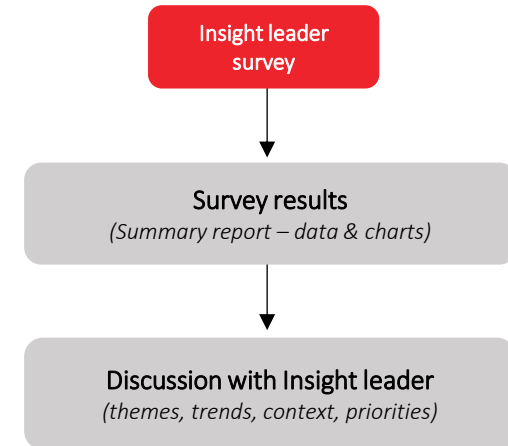 Insight leader
survey
Survey results
(Summary report – data & charts)
Discussion with Insight leader
(themes, trends, context, priorities)